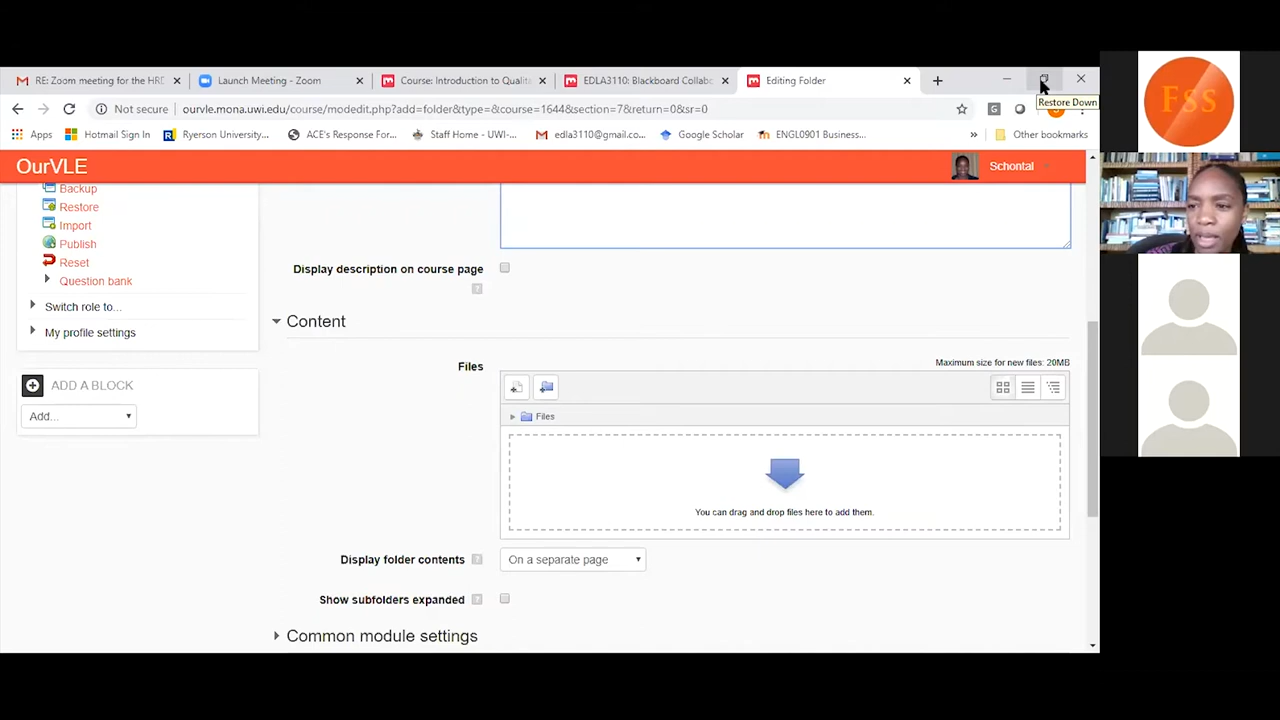 RE: Zoom meeting for the HRD
Launch Meeting - Zoom
Course: Introduction to Qualita
EDLA3110: Blackboard Collabo
Editing Folder
Restore Down
Not secure
ourvle.mona.uwi.edu/course/modedit.php?add=folder&type=&course=1644&section=7&return=0&sr=0
Apps
Hotmail Sign In
Ryerson University...
ACE's Response For...
Staff Home - UWI-...
edla3110@gmail.co...
Google Scholar
ENGL0901 Business...
»
Other bookmarks
OurVLE
Schontal
FSS
Backup
Restore
Import
Publish
Reset
Question bank
Switch role to...
My profile settings
ADD A BLOCK
Add...
Display description on course page
?
Content
Files
Maximum size for new files: 20MB
Files
You can drag and drop files here to add them.
Display folder contents ?
On a separate page
Show subfolders expanded ?
Common module settings